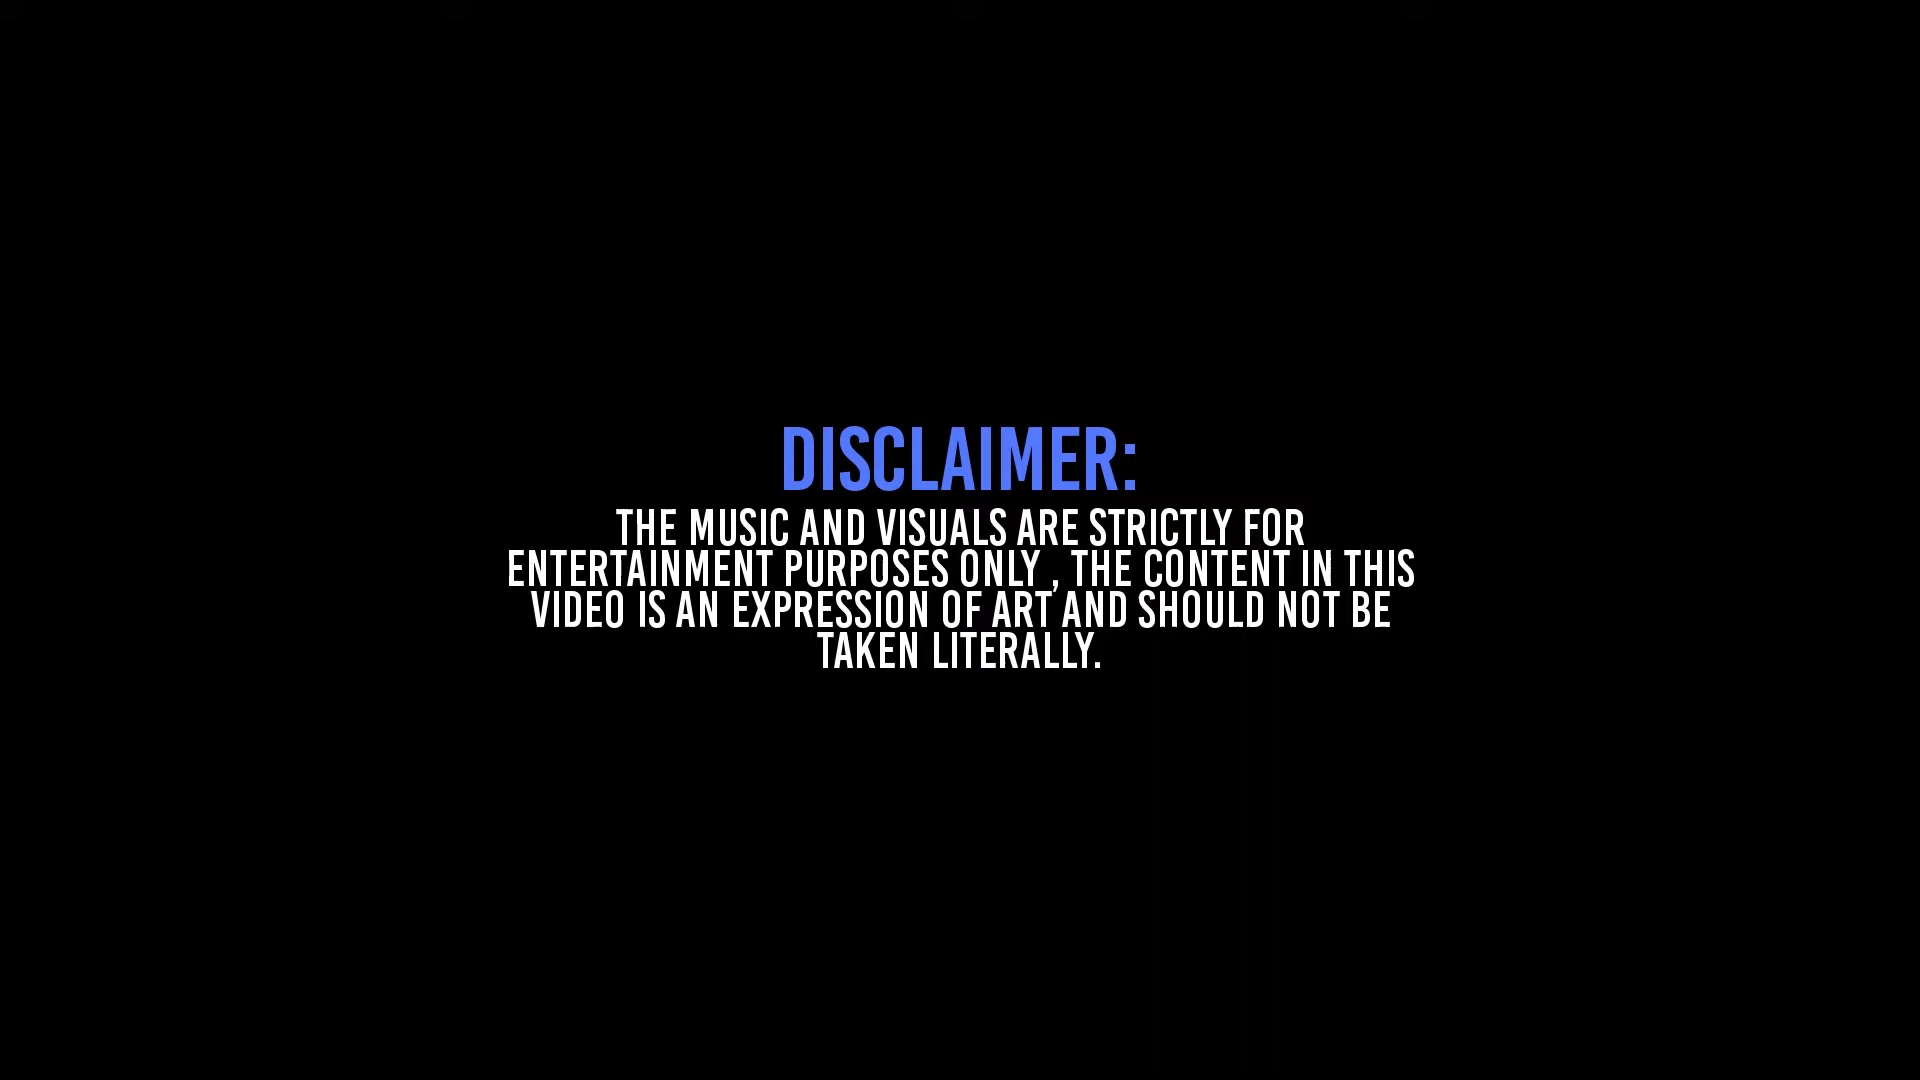 DISCLAIMER:
THE MUSIC AND VISUALS ARE STRICTLY FOR
ENTERTAINMENT PURPOSES ONLY , THE CONTENT IN THIS
VIDEO IS AN EXPRESSION OF ART AND SHOULD NOT BE
TAKEN LITERALLY.